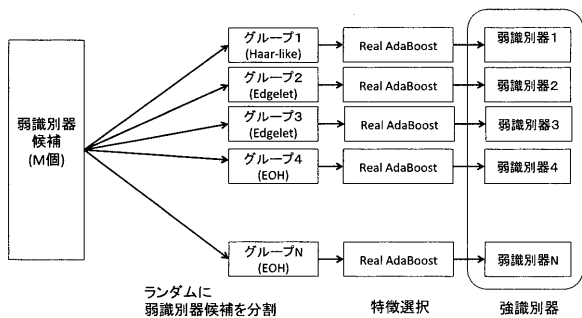 弱識別器
候補
(M個)
グループ1
(Haar-like)
Real AdaBoost
弱識別器1
グループ2
(Edgelet)
Real AdaBoost
弱識別器2
グループ3
(Edgelet)
Real AdaBoost
弱識別器3
グループ4
(EOH)
Real AdaBoost
弱識別器4
グループN
(EOH)
Real AdaBoost
弱識別器N
ランダムに
弱識別器候補を分割
特徴選択
強識別器